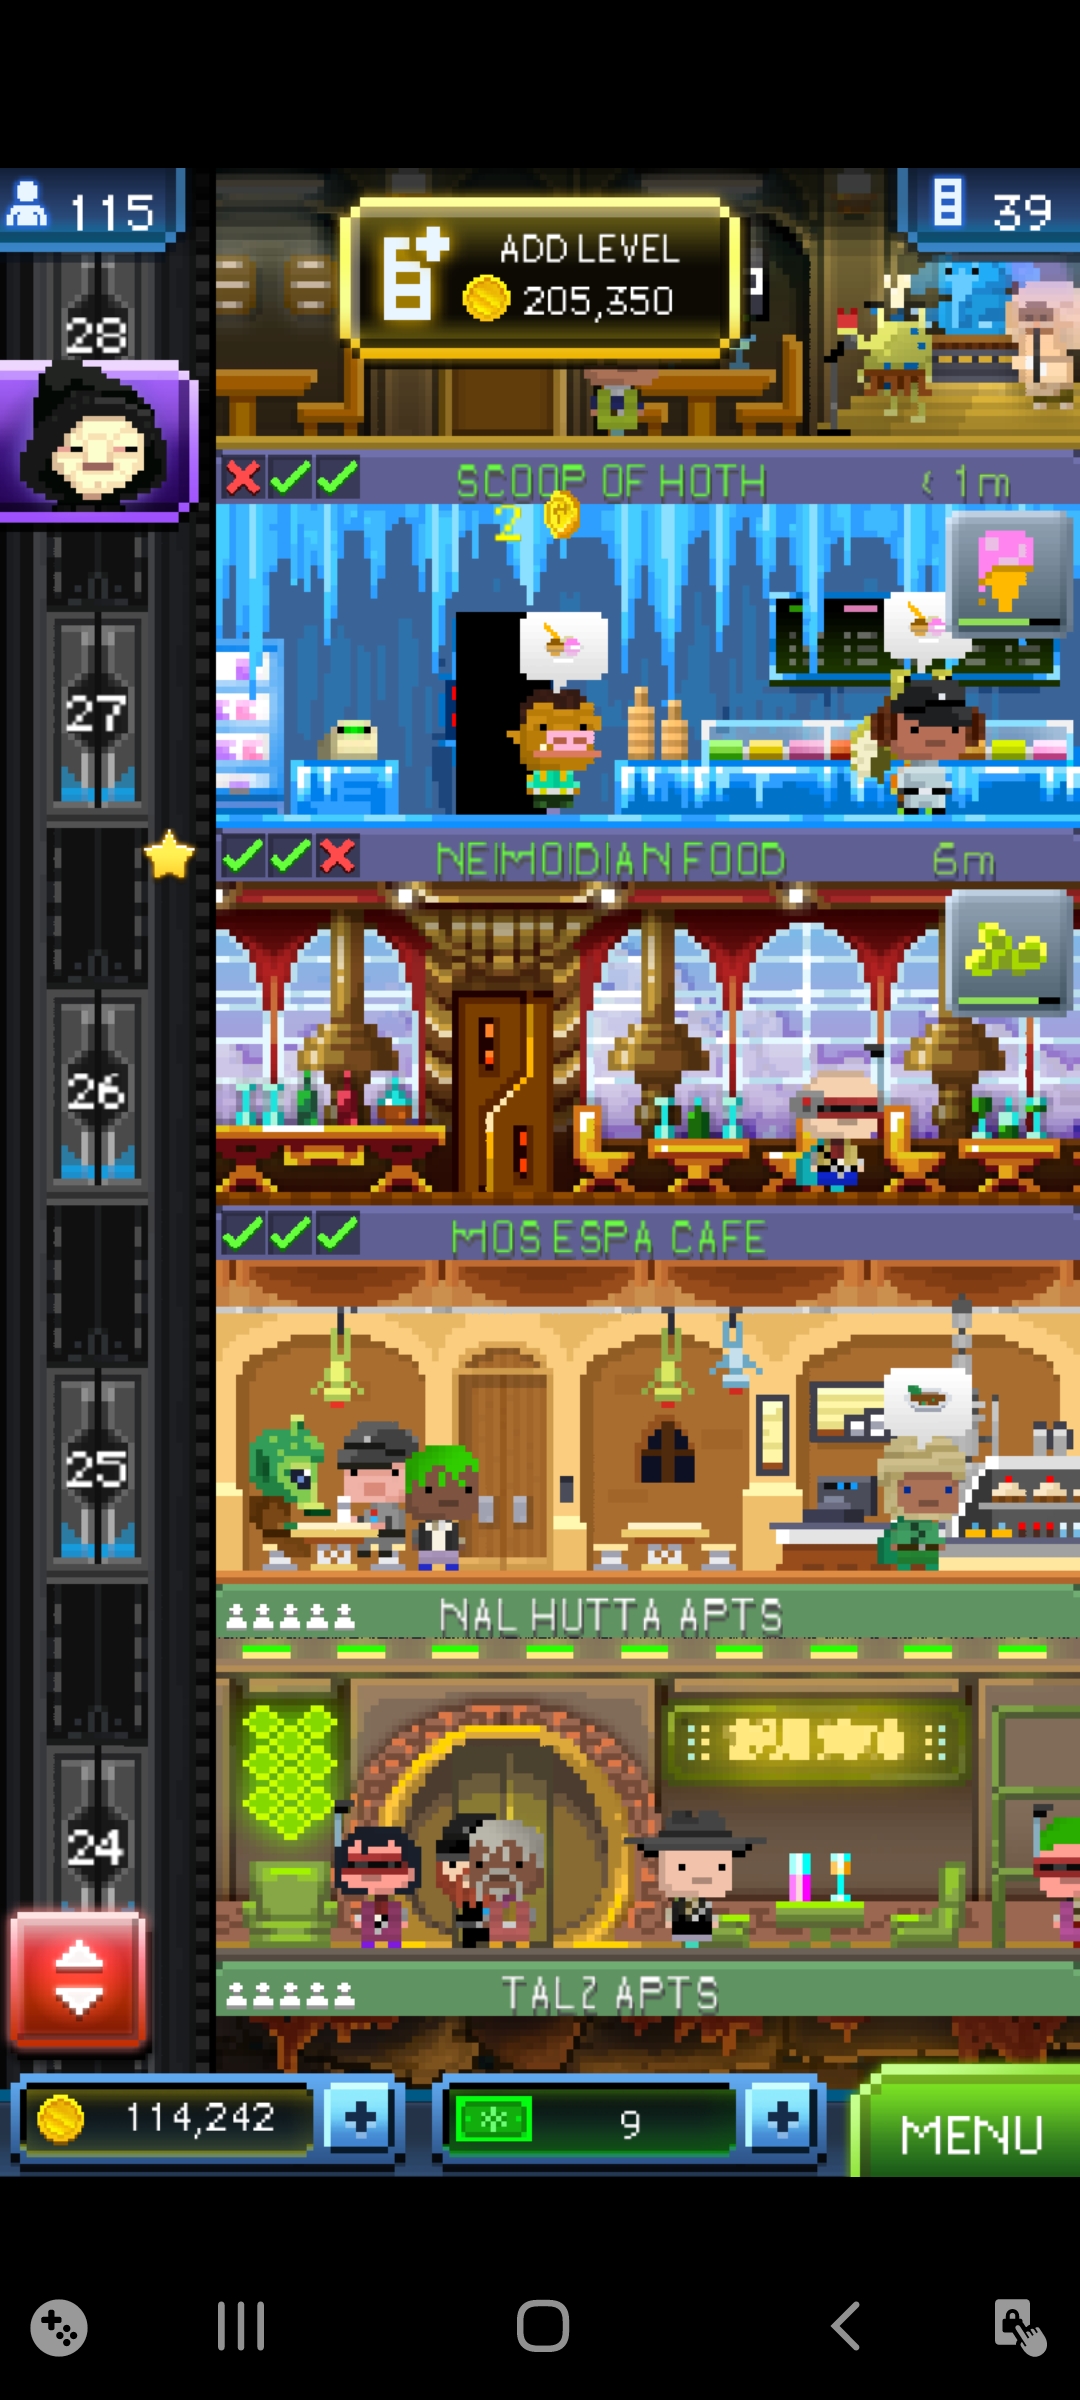 115
39
ADD LEVEL
205,350
28
SCOOP OF HOTH
< 1m
2
27
NEIMOIDIAN FOOD
6m
26
MOS ESPA CAFE
25
NAL HUTTA APTS
24
TALZ APTS
114,242
9
MENU